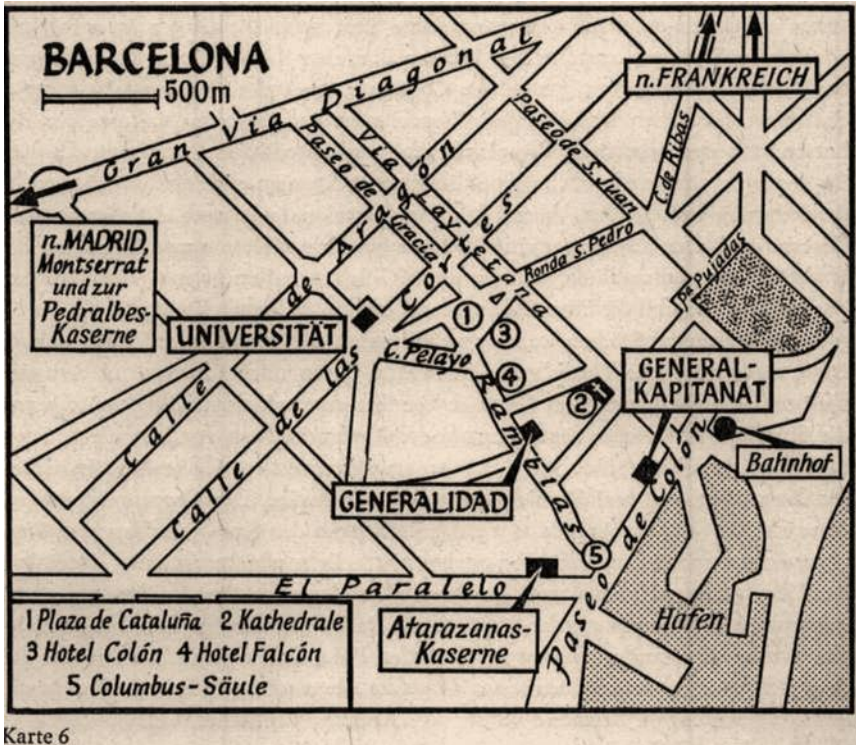 BARCELONA
500m
Gran Via Diagonal
n. FRANKREICH
Paseo de Gracia
Via Layetana
Paseo de S. Juan
C. de Ribas
Calle de Aragón
Calle de las Cortes
Ronda S. Pedro
Pa Pujadas
n. MADRID,
Montserrat
und zur
Pedralbes-
Kaserne
UNIVERSITÄT
C. Pelayo
1
3
4
2
GENERAL-
KAPITANAT
Ramblas
GENERALIDAD
Bahnhof
5
Paseo de Colón
El Paralelo
Hafen
Atarazanas-
Kaserne
1 Plaza de Cataluña 2 Kathedrale
3 Hotel Colón 4 Hotel Falcón
5 Columbus-Säule
Karte 6